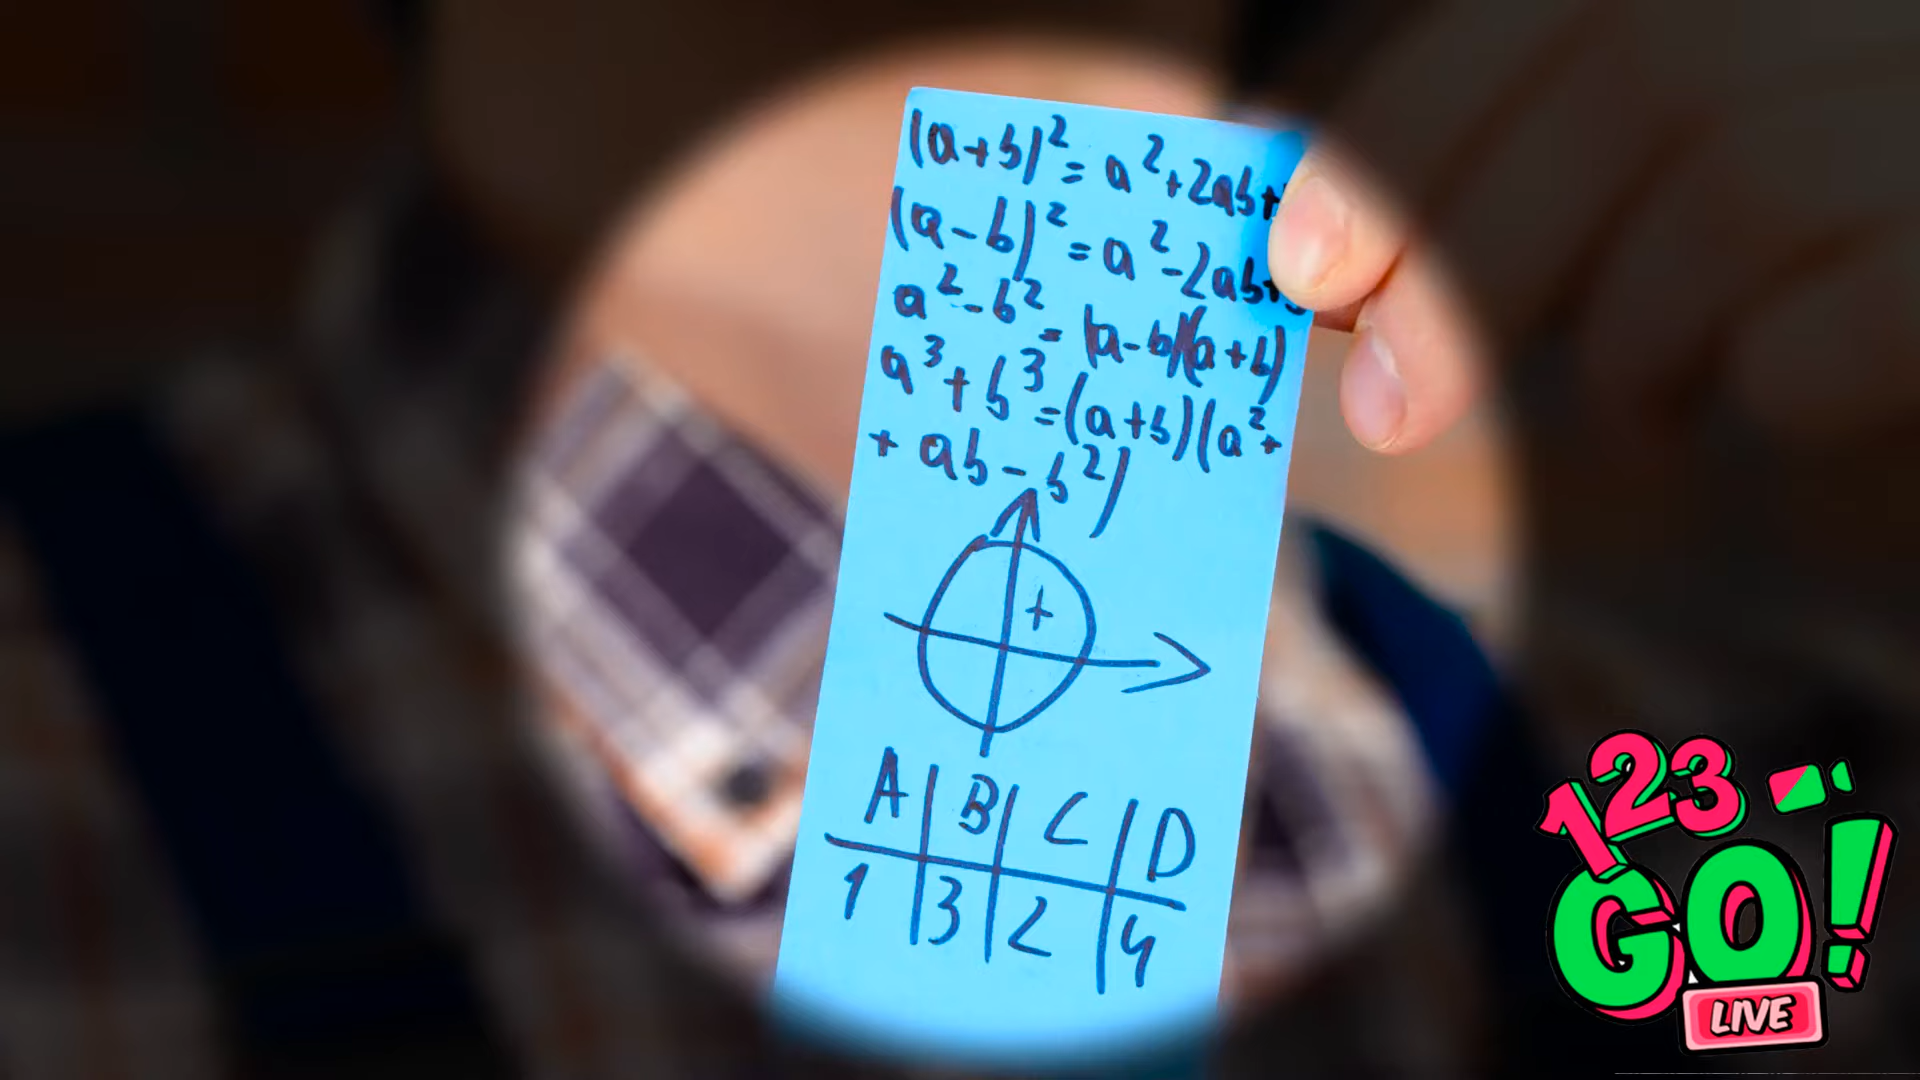 (a+b)² = a²+2ab+
(a-b)² = a²-2ab+
a²-b² = (a-b)(a+b)
a³+b³=(a+b)(a²+
+ ab-b²)
+
A | B | C | D
1 | 3 | 2 | 4
123
GO!
LIVE